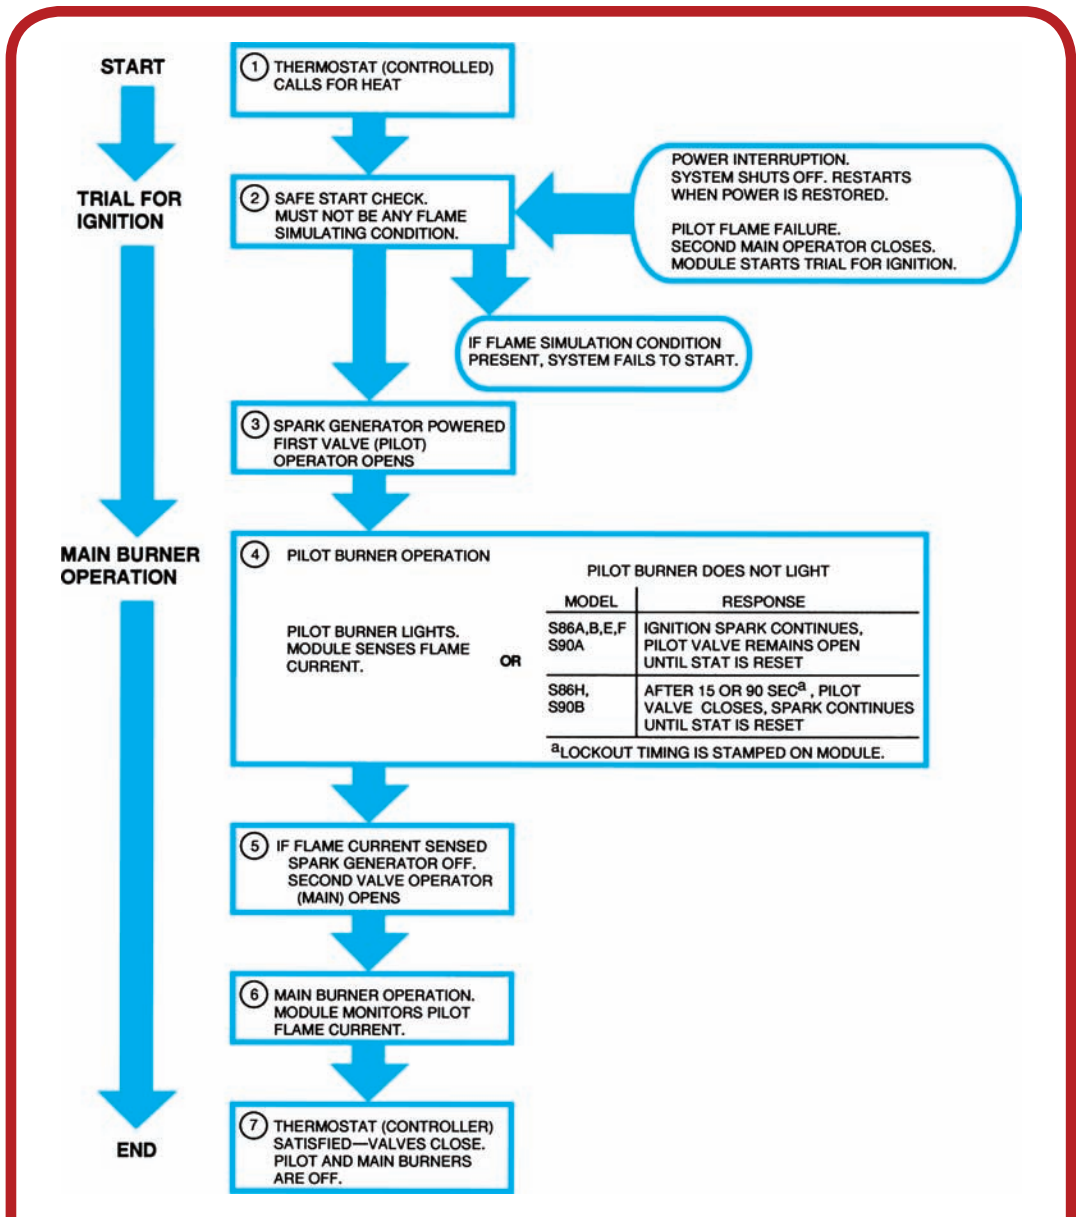 START
1 THERMOSTAT (CONTROLLED)
CALLS FOR HEAT
TRIAL FOR
IGNITION
2 SAFE START CHECK.
MUST NOT BE ANY FLAME
SIMULATING CONDITION.
POWER INTERRUPTION.
SYSTEM SHUTS OFF. RESTARTS
WHEN POWER IS RESTORED.
PILOT FLAME FAILURE.
SECOND MAIN OPERATOR CLOSES.
MODULE STARTS TRIAL FOR IGNITION.
IF FLAME SIMULATION CONDITION
PRESENT, SYSTEM FAILS TO START.
3 SPARK GENERATOR POWERED
FIRST VALVE (PILOT)
OPERATOR OPENS
MAIN BURNER
OPERATION
4 PILOT BURNER OPERATION
PILOT BURNER LIGHTS.
MODULE SENSES FLAME
CURRENT.
OR
PILOT BURNER DOES NOT LIGHT
MODEL RESPONSE
S86A,B,E,F IGNITION SPARK CONTINUES,
S90A PILOT VALVE REMAINS OPEN
UNTIL STAT IS RESET
S86H, AFTER 15 OR 90 SECa , PILOT
S90B VALVE CLOSES, SPARK CONTINUES
UNTIL STAT IS RESET
aLOCKOUT TIMING IS STAMPED ON MODULE.
5 IF FLAME CURRENT SENSED
SPARK GENERATOR OFF.
SECOND VALVE OPERATOR
(MAIN) OPENS
6 MAIN BURNER OPERATION.
MODULE MONITORS PILOT
FLAME CURRENT.
END
7 THERMOSTAT (CONTROLLER)
SATISFIED—VALVES CLOSE.
PILOT AND MAIN BURNERS
ARE OFF.